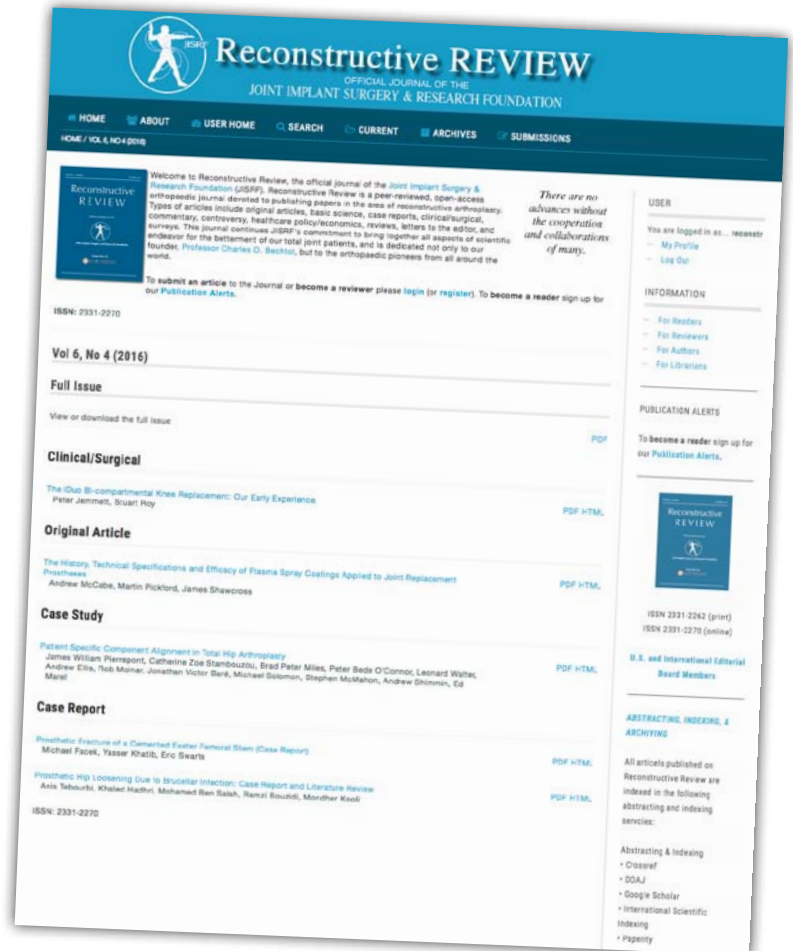 JISRF
Reconstructive REVIEW
OFFICIAL JOURNAL OF THE
JOINT IMPLANT SURGERY & RESEARCH FOUNDATION
HOME ABOUT USER HOME SEARCH CURRENT ARCHIVES SUBMISSIONS
HOME / VOL 6, NO 4 (2016)
Reconstructive
REVIEW
Welcome to Reconstructive Review, the official journal of the Joint Implant Surgery &
Research Foundation (JISRF). Reconstructive Review is a peer-reviewed, open-access
orthopaedic journal devoted to publishing papers in the area of reconstructive arthroplasty.
Types of articles include original articles, basic science, case reports, clinical/surgical,
commentary, controversy, healthcare policy/economics, reviews, letters to the editor, and
surveys. This journal continues JISRF's commitment to bring together all aspects of scientific
endeavor for the betterment of our total joint patients, and is dedicated not only to our
founder, Professor Charles O. Bechtol, but to the orthopaedic pioneers from all around the
world.
There are no
advances without
the cooperation
and collaborations
of many.
To submit an article to the Journal or become a reviewer please login (or register). To become a reader sign up for
our Publication Alerts.
ISSN: 2331-2270
Vol 6, No 4 (2016)
Full Issue
View or download the full issue
PDF
Clinical/Surgical
The iDuo Bi-compartmental Knee Replacement: Our Early Experience
Peter Jemmett, Stuart Roy
PDF HTML
Original Article
The History, Technical Specifications and Efficacy of Plasma Spray Coatings Applied to Joint Replacement
Prostheses
Andrew McCabe, Martin Pickford, James Shawcross
PDF HTML
Case Study
Patient Specific Component Alignment in Total Hip Arthroplasty
James William Pierrepont, Catherine Zoe Stambouzou, Brad Peter Miles, Peter Bede O'Connor, Leonard Walter,
Andrew Ellis, Rob Molnar, Jonathan Victor Baré, Michael Solomon, Stephen McMahon, Andrew Shimmin, Ed
Marel
PDF HTML
Case Report
Prosthetic Fracture of a Cemented Exeter Femoral Stem (Case Report)
Michael Facek, Yasser Khatib, Eric Swarts
PDF HTML
Prosthetic Hip Loosening Due to Brucellar Infection: Case Report and Literature Review
Anis Tebourbi, Khaled Hadhri, Mohamed Ben Salah, Ramzi Bouzidi, Mondher Kooli
PDF HTML
ISSN: 2331-2270
USER
You are logged in as... reconstr
My Profile
Log Out
INFORMATION
For Readers
For Reviewers
For Authors
For Librarians
PUBLICATION ALERTS
To become a reader sign up for
our Publication Alerts.
Reconstructive
REVIEW
ISSN 2331-2262 (print)
ISSN 2331-2270 (online)
U.S. and International Editorial
Board Members
ABSTRACTING, INDEXING, &
ARCHIVING
All articels published on
Reconstructive Review are
indexed in the following
abstracting and indexing
servcies:
Abstrasting & Indexing
• Crossref
• DOAJ
• Google Scholar
• International Scientific
Indexing
• Paperity